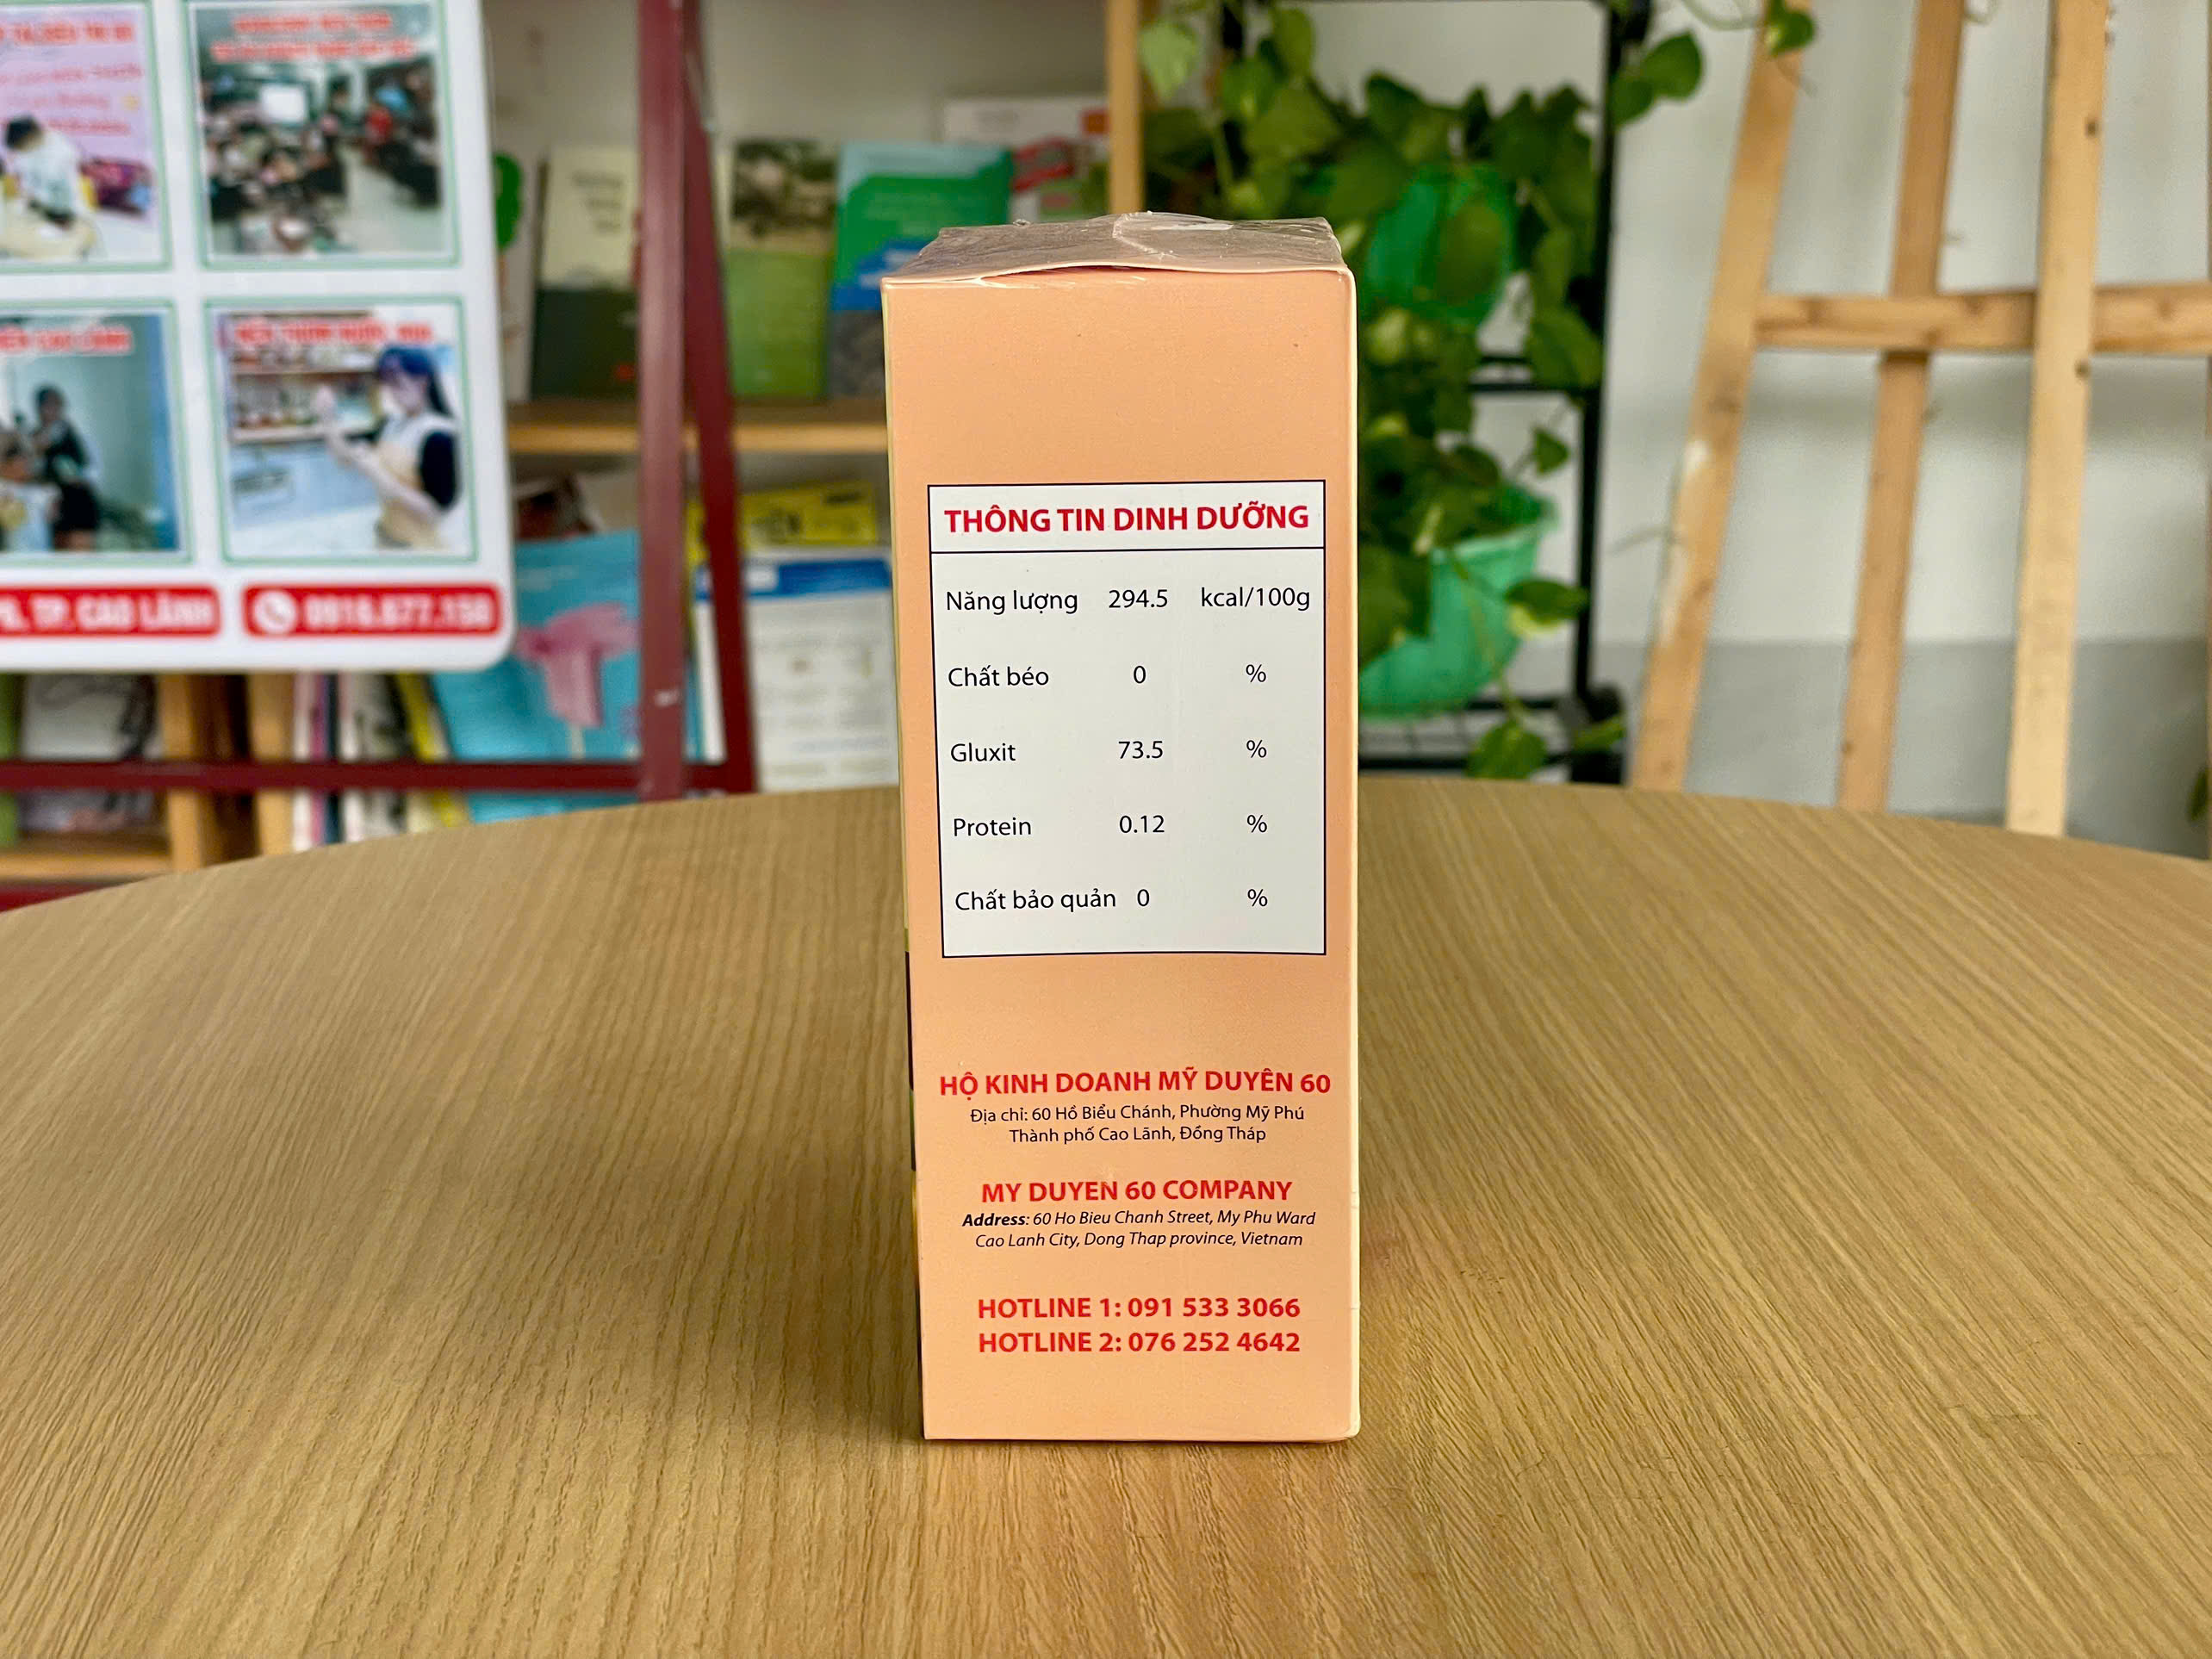 THÔNG TIN DINH DƯỠNG
Năng lượng 294.5 kcal/100g
Chất béo 0 %
Gluxit 73.5 %
Protein 0.12 %
Chất bảo quản 0 %
HỘ KINH DOANH MỸ DUYÊN 60
Địa chỉ: 60 Hồ Biểu Chánh, Phường Mỹ Phú
Thành phố Cao Lãnh, Đồng Tháp
MY DUYEN 60 COMPANY
Address: 60 Ho Bieu Chanh Street, My Phu Ward
Cao Lanh City, Dong Thap province, Vietnam
HOTLINE 1: 091 533 3066
HOTLINE 2: 076 252 4642
TP. CAO LÃNH